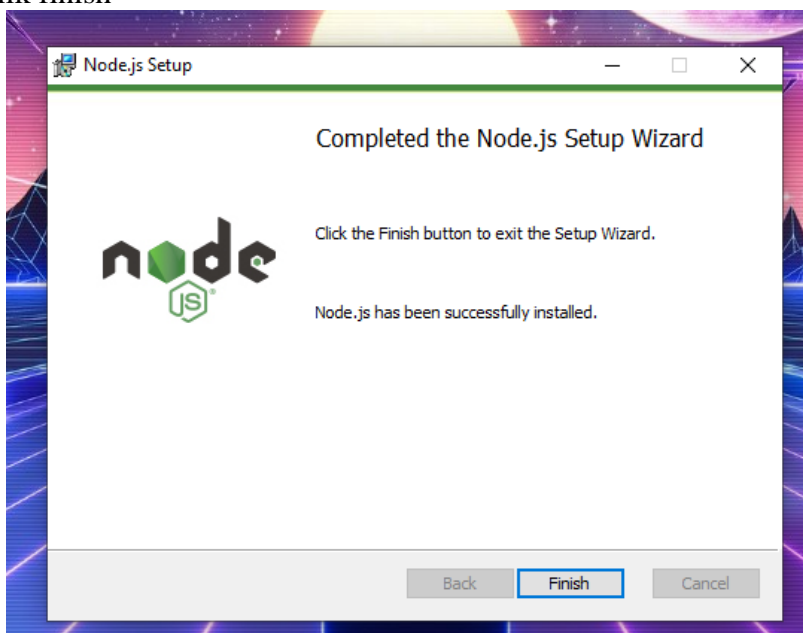 finish
Node.js Setup
Completed the Node.js Setup Wizard
Click the Finish button to exit the Setup Wizard.
node
JS
Node.js has been successfully installed.
Back
Finish
Cancel